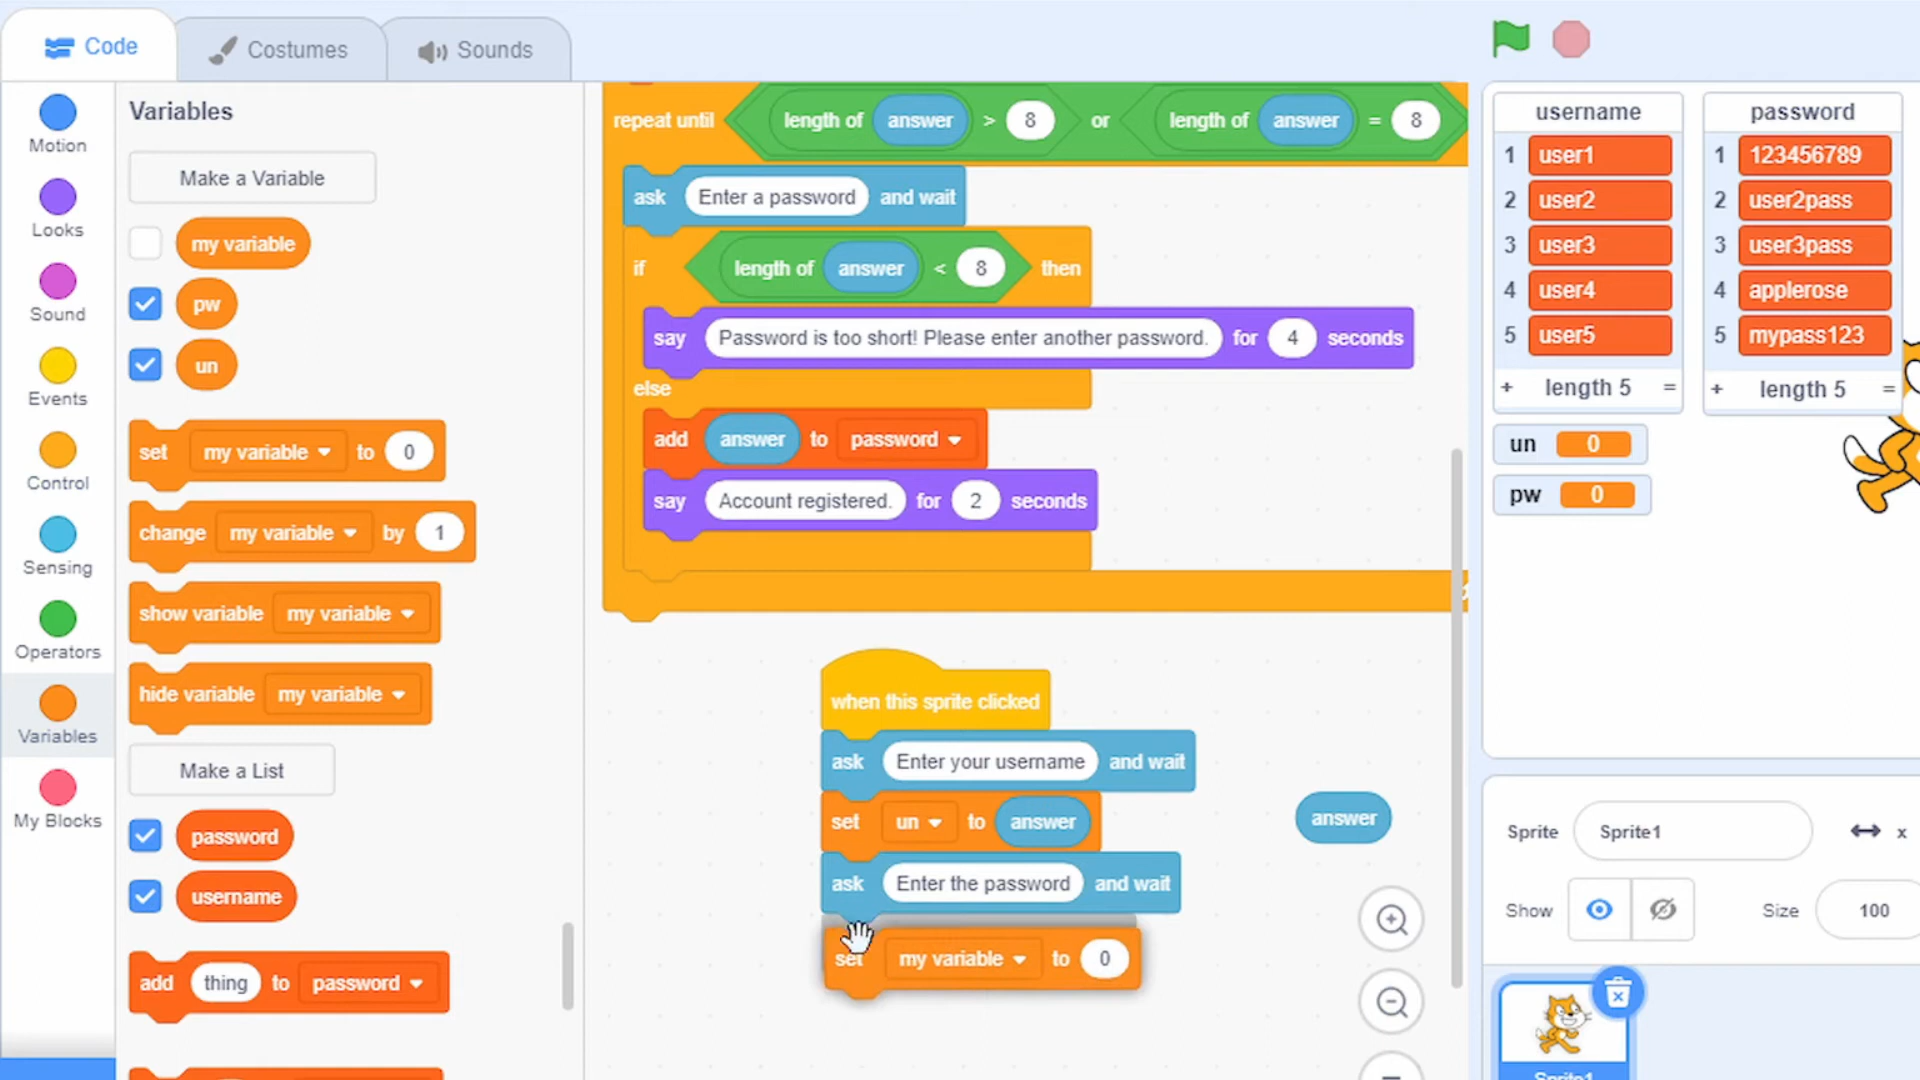 Code
Costumes
Sounds
Motion
Looks
Sound
Events
Control
Sensing
Operators
Variables
My Blocks
Variables
Make a Variable
my variable
pw
un
set my variable to 0
change my variable by 1
show variable my variable
hide variable my variable
Make a List
password
username
add thing to password
repeat until length of answer > 8 or length of answer = 8
ask Enter a password and wait
if length of answer < 8 then
say Password is too short! Please enter another password. for 4 seconds
else
add answer to password
say Account registered. for 2 seconds
when this sprite clicked
ask Enter your username and wait
set un to answer
ask Enter the password and wait
set my variable to 0
answer
username
1 user1
2 user2
3 user3
4 user4
5 user5
+ length 5 =
password
1 123456789
2 user2pass
3 user3pass
4 applerose
5 mypass123
+ length 5 =
un 0
pw 0
Sprite Sprite1 x
Show Size 100
Sprite1